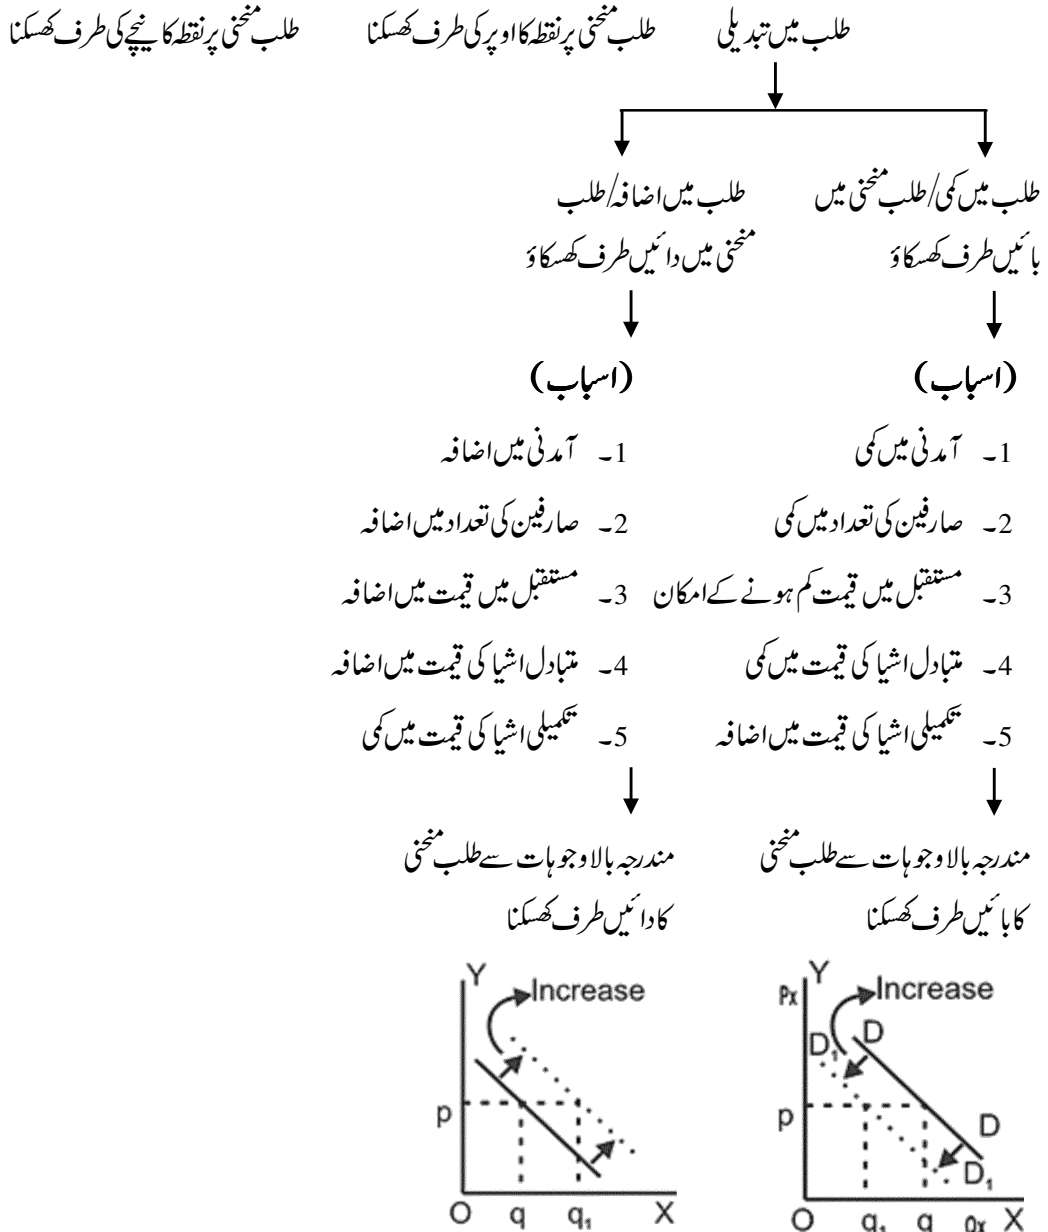 طلب میں تبدیلی طلب منحنی پر نقطہ کا اوپر کی طرف کھسکنا طلب منحنی پر نقطہ کا نیچے کی طرف کھسکنا
طلب میں کمی/طلب منحنی میں
بائیں طرف کھسکاؤ
طلب میں اضافہ/طلب
منحنی میں دائیں طرف کھسکاؤ
(اسباب)
(اسباب)
1۔ آمدنی میں کمی
1۔ آمدنی میں اضافہ
2۔ صارفین کی تعداد میں کمی
2۔ صارفین کی تعداد میں اضافہ
3۔ مستقبل میں قیمت کم ہونے کے امکان
3۔ مستقبل میں قیمت میں اضافہ
4۔ متبادل اشیا کی قیمت میں کمی
4۔ متبادل اشیا کی قیمت میں اضافہ
5۔ تکمیلی اشیا کی قیمت میں اضافہ
5۔ تکمیلی اشیا کی قیمت میں کمی
مندرجہ بالا وجوہات سے طلب منحنی
کا بائیں طرف کھسکنا
مندرجہ بالا وجوہات سے طلب منحنی
کا دائیں طرف کھسکنا
Y
Px
Increase
D₁ D
p
D
D₁
O q₁ q Qx X
Y
Increase
p
O q q₁ X